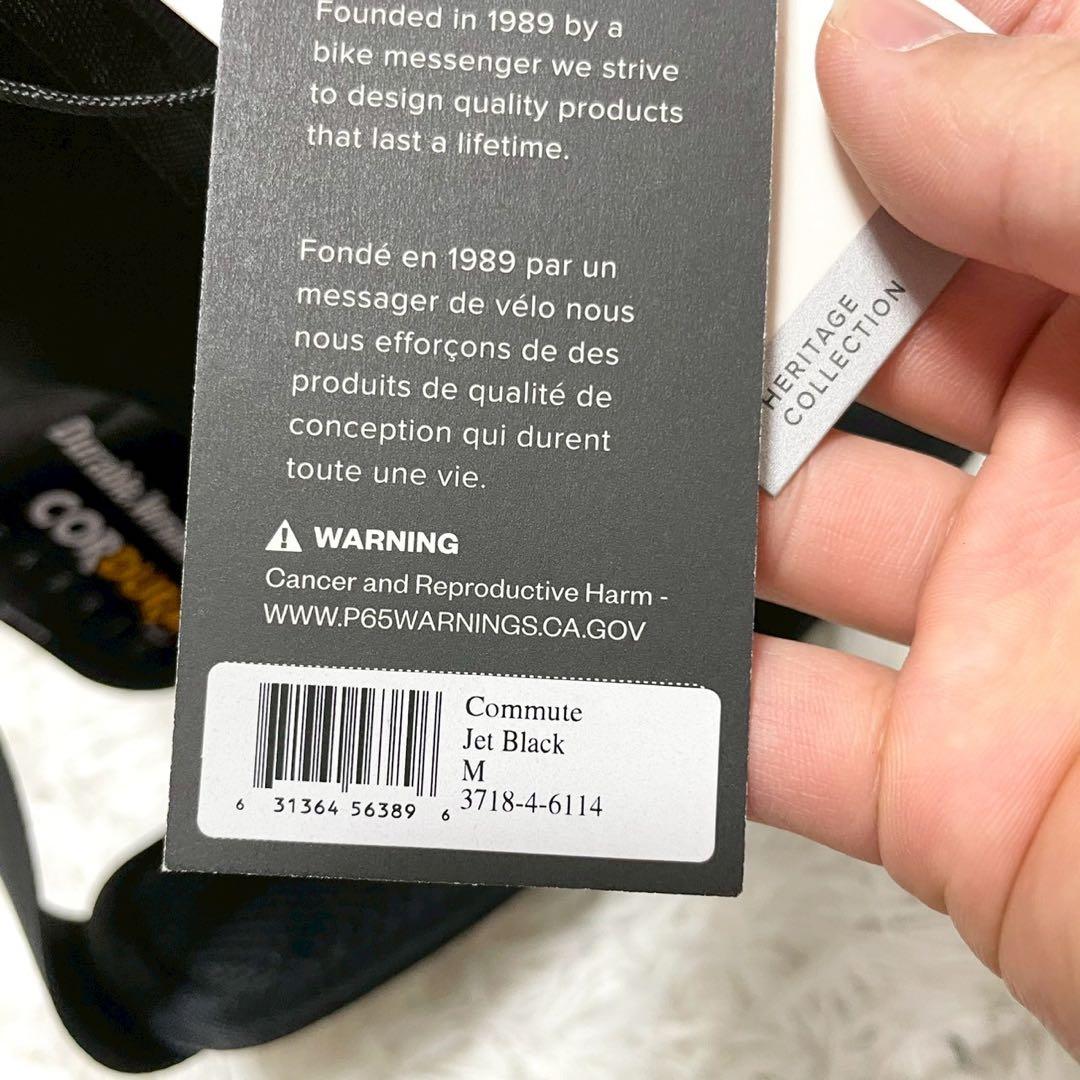 Founded in 1989 by a
bike messenger we strive
to design quality products
that last a lifetime.
Fondé en 1989 par un
messager de vélo nous
nous efforçons de des
produits de qualité de
conception qui durent
toute une vie.
WARNING
Cancer and Reproductive Harm -
WWW.P65WARNINGS.CA.GOV
Commute
Jet Black
M
3718-4-6114
6 31364 56389 6
HERITAGE
COLLECTION
Durable.
CORDURA